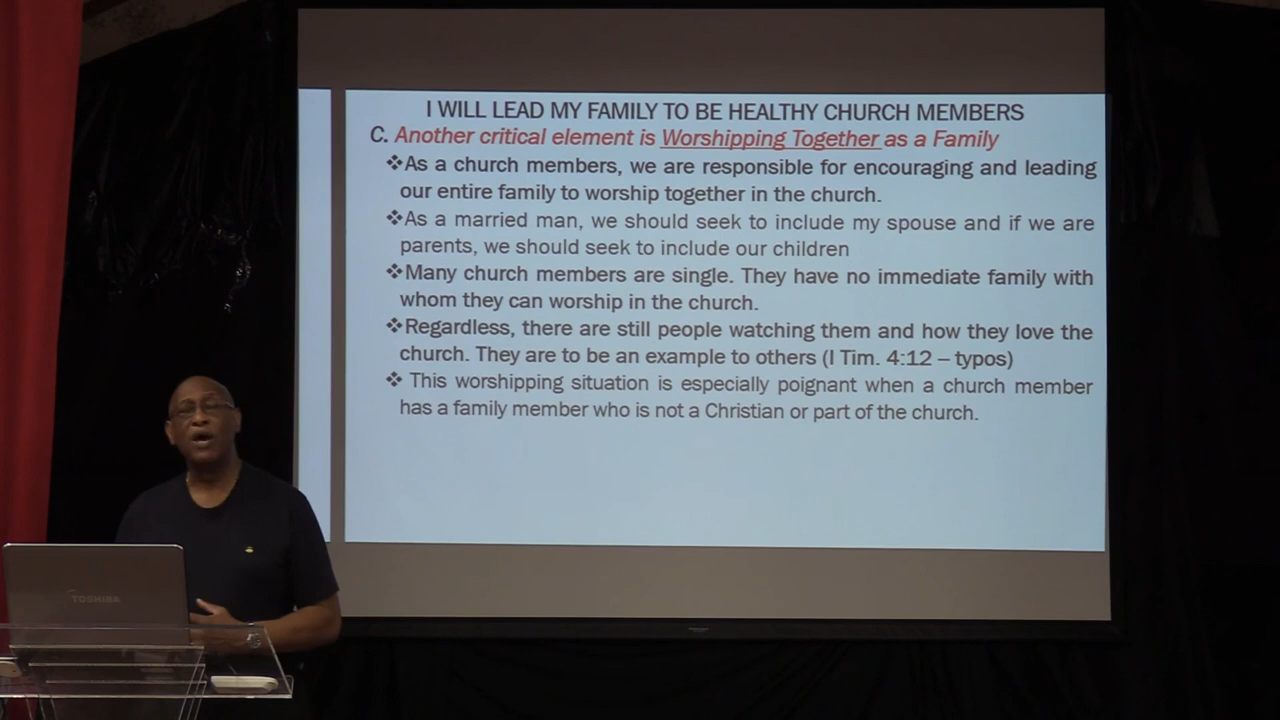 I WILL LEAD MY FAMILY TO BE HEALTHY CHURCH MEMBERS
C. Another critical element is Worshipping Together as a Family
❖As a church members, we are responsible for encouraging and leading
our entire family to worship together in the church.
❖As a married man, we should seek to include my spouse and if we are
parents, we should seek to include our children
❖Many church members are single. They have no immediate family with
whom they can worship in the church.
❖Regardless, there are still people watching them and how they love the
church. They are to be an example to others (I Tim. 4:12 – typos)
❖ This worshipping situation is especially poignant when a church member
has a family member who is not a Christian or part of the church.
TOSHIBA